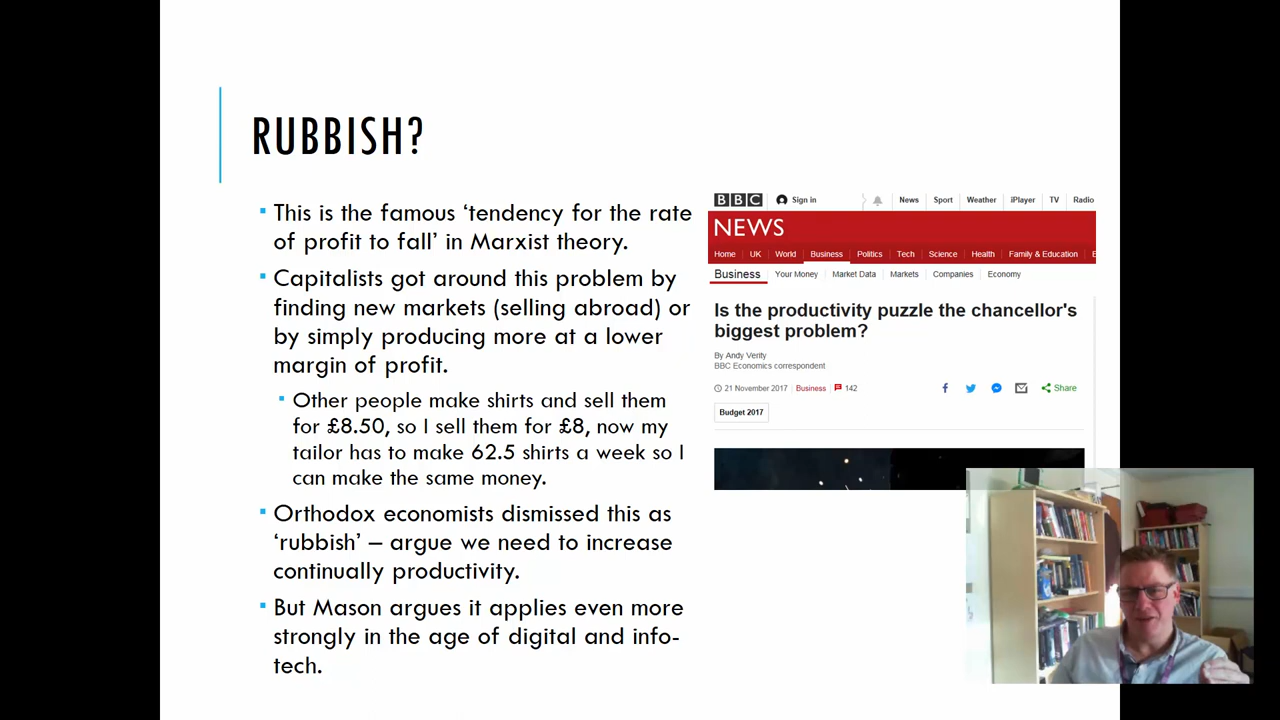 RUBBISH?
▪ This is the famous ‘tendency for the rate
of profit to fall’ in Marxist theory.
▪ Capitalists got around this problem by
finding new markets (selling abroad) or
by simply producing more at a lower
margin of profit.
▪ Other people make shirts and sell them
for £8.50, so I sell them for £8, now my
tailor has to make 62.5 shirts a week so I
can make the same money.
▪ Orthodox economists dismissed this as
‘rubbish’ – argue we need to increase
continually productivity.
▪ But Mason argues it applies even more
strongly in the age of digital and info-
tech.
BBC Sign in News Sport Weather iPlayer TV Radio
NEWS
Home UK World Business Politics Tech Science Health Family & Education
Business Your Money Market Data Markets Companies Economy
Is the productivity puzzle the chancellor's
biggest problem?
By Andy Verity
BBC Economics correspondent
21 November 2017 Business 142 Share
Budget 2017